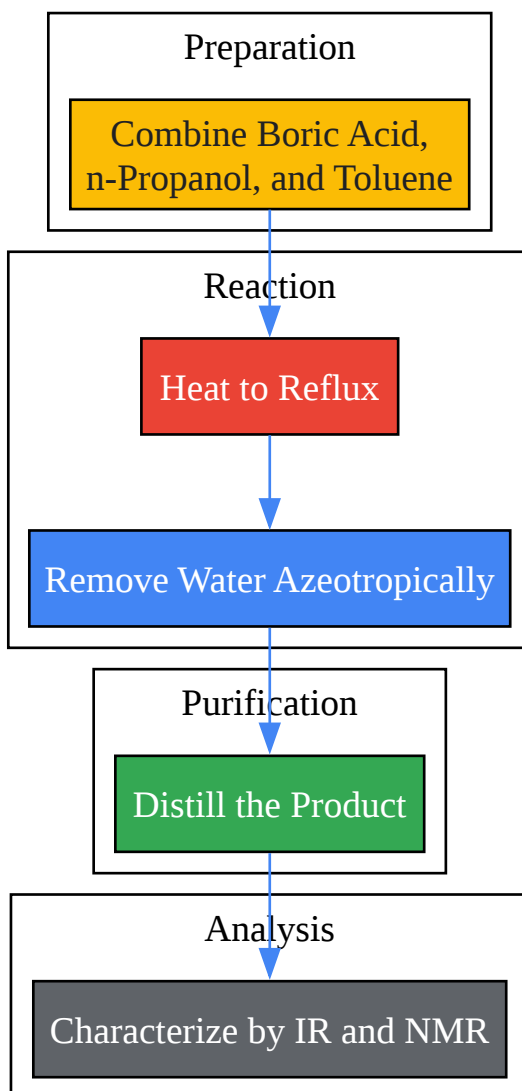 Preparation
Combine Boric Acid,
n-Propanol, and Toluene
Reaction
Heat to Reflux
Remove Water Azeotropically
Purification
Distill the Product
Analysis
Characterize by IR and NMR